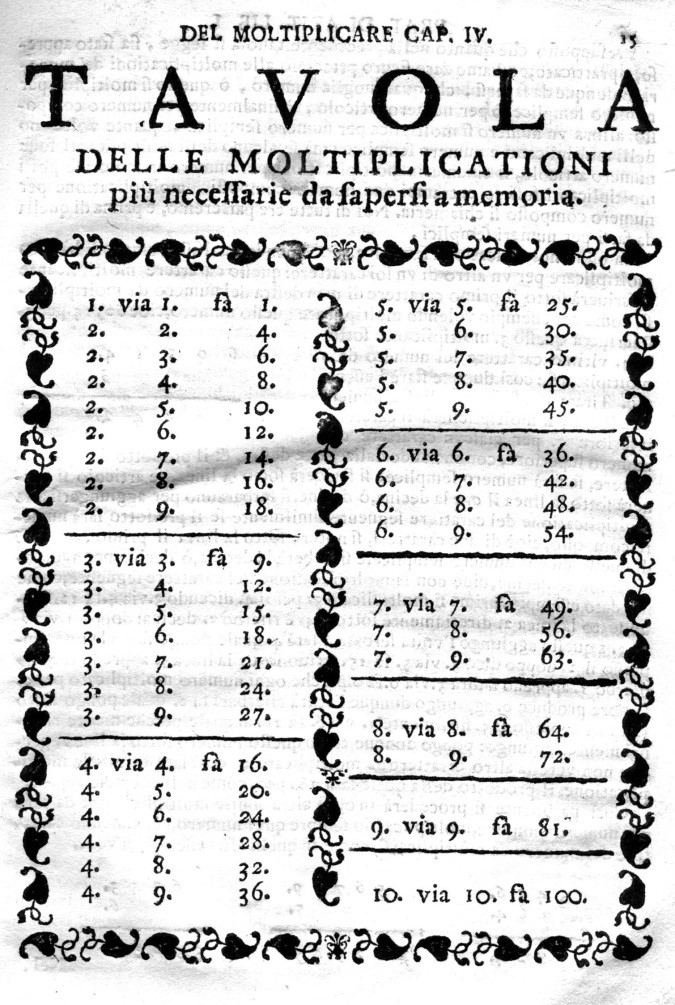 DEL MOLTIPLICARE CAP. IV. 15
TAVOLA
DELLE MOLTIPLICATIONI
più necessarie da sapersi a memoria.
1. via 1. fà 1.
2. 2. 4.
2. 3. 6.
2. 4. 8.
2. 5. 10.
2. 6. 12.
2. 7. 14.
2. 8. 16.
2. 9. 18.
3. via 3. fà 9.
3. 4. 12.
3. 5. 15.
3. 6. 18.
3. 7. 21.
3. 8. 24.
3. 9. 27.
4. via 4. fà 16.
4. 5. 20.
4. 6. 24.
4. 7. 28.
4. 8. 32.
4. 9. 36.
5. via 5. fà 25.
5. 6. 30.
5. 7. 35.
5. 8. 40.
5. 9. 45.
6. via 6. fà 36.
6. 7. 42.
6. 8. 48.
6. 9. 54.
7. via 7. fà 49.
7. 8. 56.
7. 9. 63.
8. via 8. fà 64.
8. 9. 72.
9. via 9. fà 81.
10. via 10. fà 100.